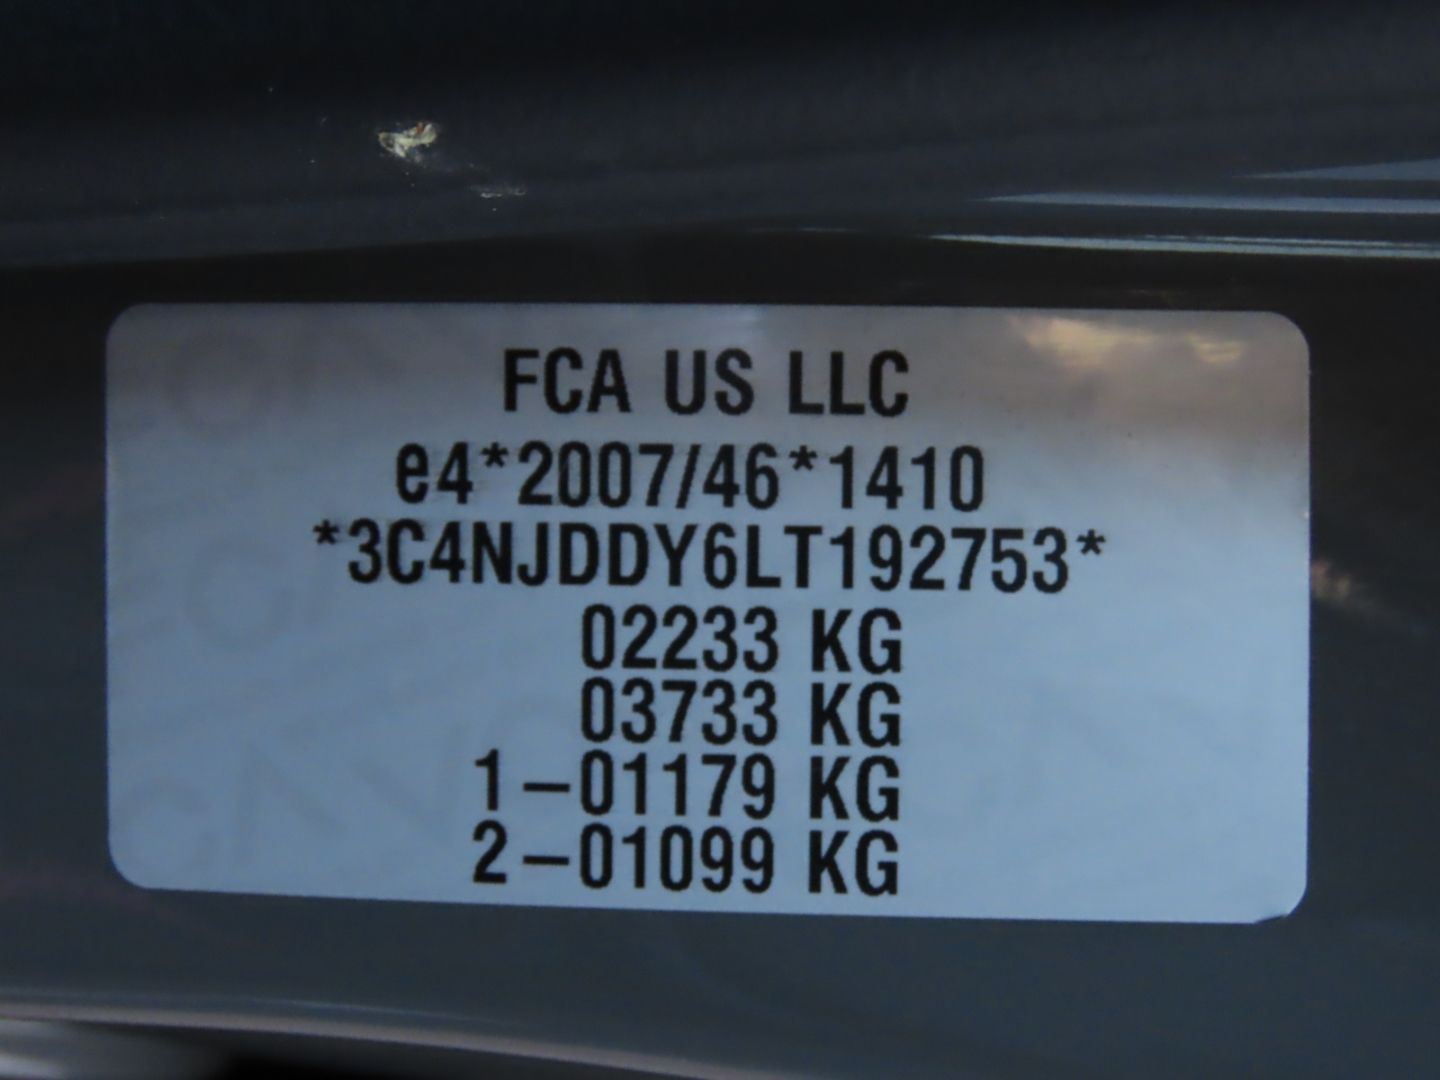 FCA US LLC
e4*2007/46*1410
*3C4NJDDY6LT192753*
02233 KG
03733 KG
1-01179 KG
2-01099 KG